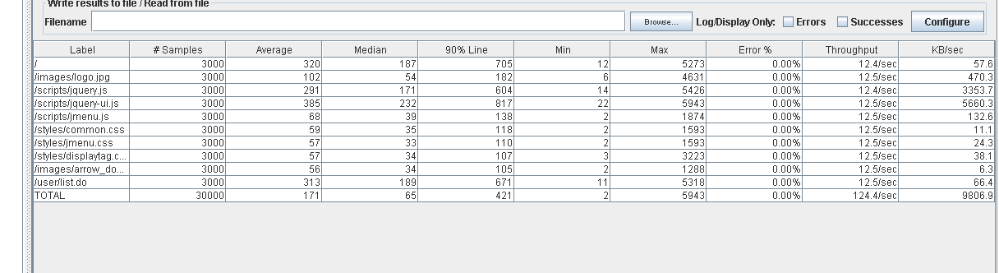 Write results to file / Read from file
Filename Browse... Log/Display Only: Errors Successes Configure
Label # Samples Average Median 90% Line Min Max Error % Throughput KB/sec
/ 3000 320 187 705 12 5273 0.00% 12.4/sec 57.6
/images/logo.jpg 3000 102 54 182 6 4631 0.00% 12.5/sec 470.3
/scripts/jquery.js 3000 291 171 604 14 5426 0.00% 12.5/sec 3353.7
/scripts/jquery-ui.js 3000 385 232 817 22 5943 0.00% 12.5/sec 5660.3
/scripts/jmenu.js 3000 68 39 138 2 1874 0.00% 12.5/sec 132.6
/styles/common.css 3000 59 35 118 2 1593 0.00% 12.5/sec 11.1
/styles/jmenu.css 3000 57 33 110 2 1593 0.00% 12.5/sec 24.3
/styles/displaytag.c... 3000 57 34 107 3 3223 0.00% 12.5/sec 38.1
/images/arrow_do... 3000 56 34 105 2 1288 0.00% 12.5/sec 6.3
/user/list.do 3000 313 189 671 11 5318 0.00% 12.5/sec 66.4
TOTAL 30000 171 65 421 2 5943 0.00% 124.4/sec 9806.9